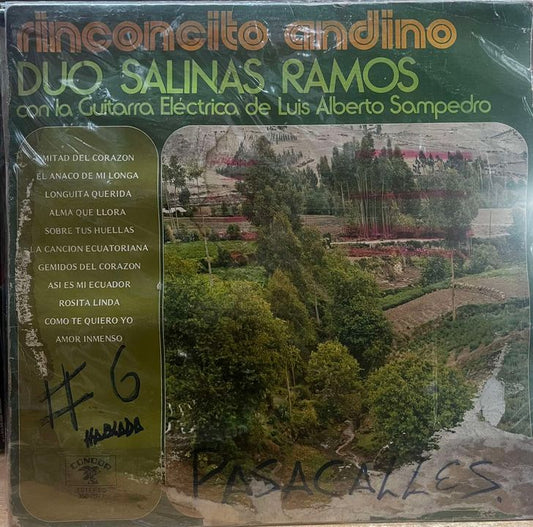 rinconcito andino
DUO SALINAS RAMOS
con la Guitarra Eléctrica de Luis Alberto Sampedro
MITAD DEL CORAZON
EL ANACO DE MI LONGA
LONGUITA QUERIDA
ALMA QUE LLORA
SOBRE TUS HUELLAS
LA CANCION ECUATORIANA
GEMIDOS DEL CORAZON
ASI ES MI ECUADOR
ROSITA LINDA
COMO TE QUIERO YO
AMOR INMENSO
# 6
HABLADA
CONDOR
PASACALLES